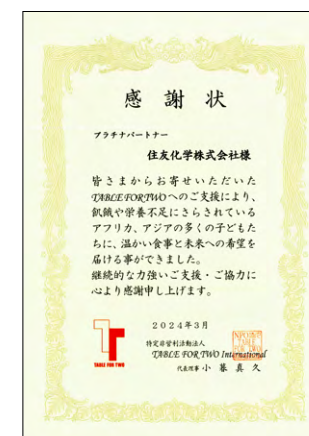 感謝状
プラチナパートナー
住友化学株式会社様
皆さまからお寄せいただいた
TABLE FOR TWOへのご支援により、
飢餓や栄養不足にさらされている
アフリカ、アジアの多くの子どもた
ちに、温かい食事と未来への希望を
届ける事ができました。
継続的な力強いご支援・ご協力に
心より感謝申し上げます。
2024年3月
特定非営利活動法人
TABLE FOR TWO International
代表理事 小暮真久
TABLE FOR TWO